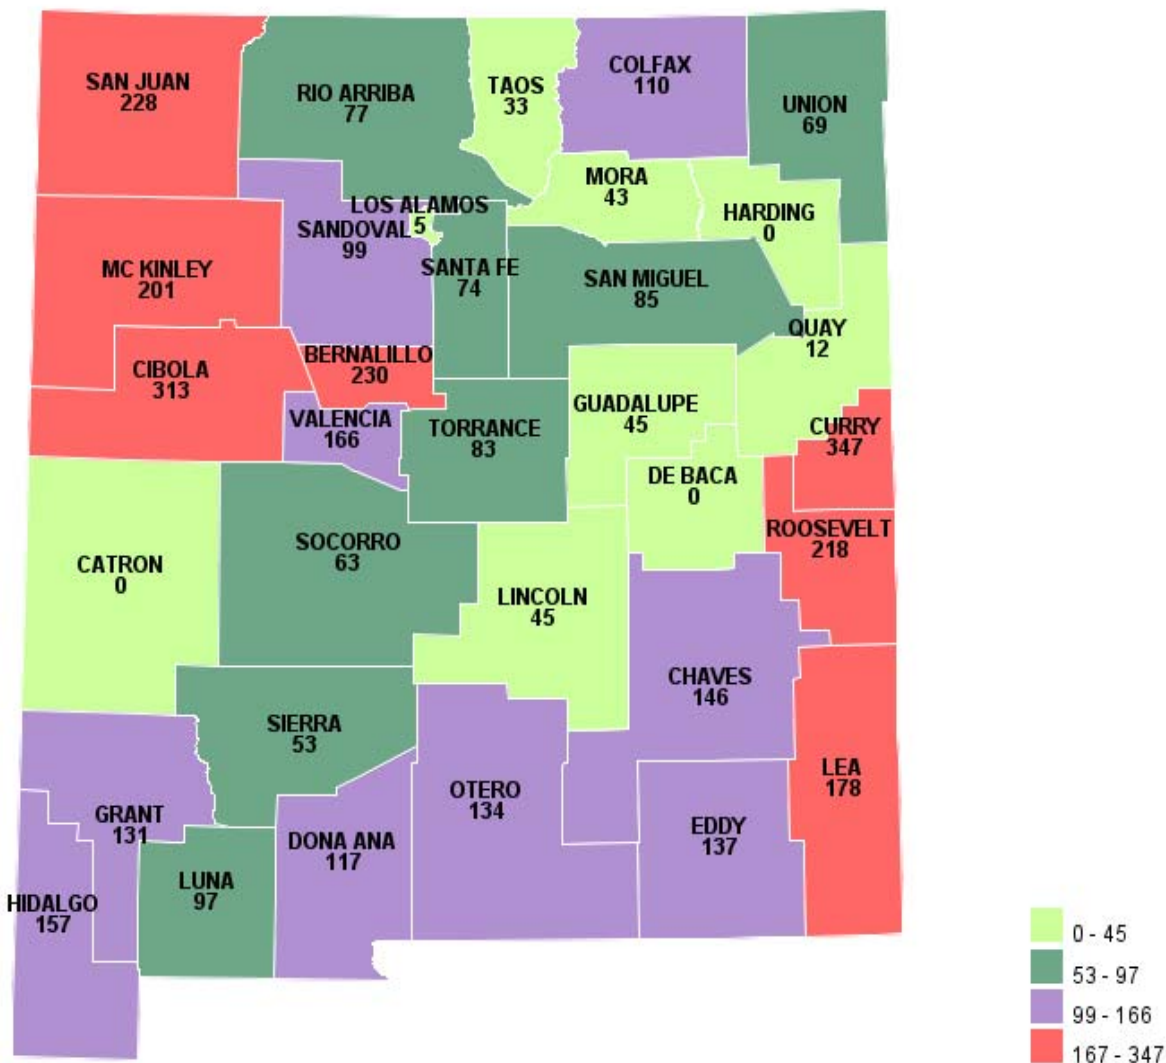 SAN JUAN
228
RIO ARRIBA
77
TAOS
33
COLFAX
110
UNION
69
MORA
43
HARDING
0
LOS ALAMOS
5
SANDOVAL
99
SANTA FE
74
SAN MIGUEL
85
MC KINLEY
201
QUAY
12
CIBOLA
313
BERNALILLO
230
VALENCIA
166
TORRANCE
83
GUADALUPE
45
CURRY
347
DE BACA
0
ROOSEVELT
218
CATRON
0
SOCORRO
63
LINCOLN
45
CHAVES
146
SIERRA
53
LEA
178
OTERO
134
GRANT
131
DONA ANA
117
EDDY
137
LUNA
97
HIDALGO
157
0 - 45
53 - 97
99 - 166
167 - 347